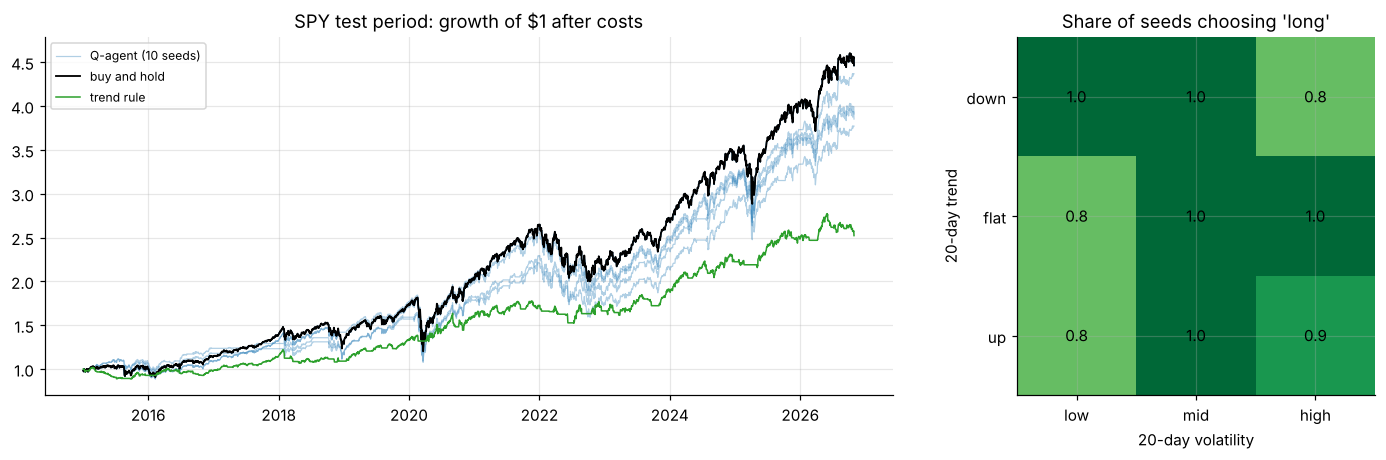 SPY test period: growth of $1 after costs
Q-agent (10 seeds)
buy and hold
trend rule
4.5
4.0
3.5
3.0
2.5
2.0
1.5
1.0
2016 2018 2020 2022 2024 2026
Share of seeds choosing 'long'
20-day trend
down 1.0 1.0 0.8
flat 0.8 1.0 1.0
up 0.8 1.0 0.9
low mid high
20-day volatility